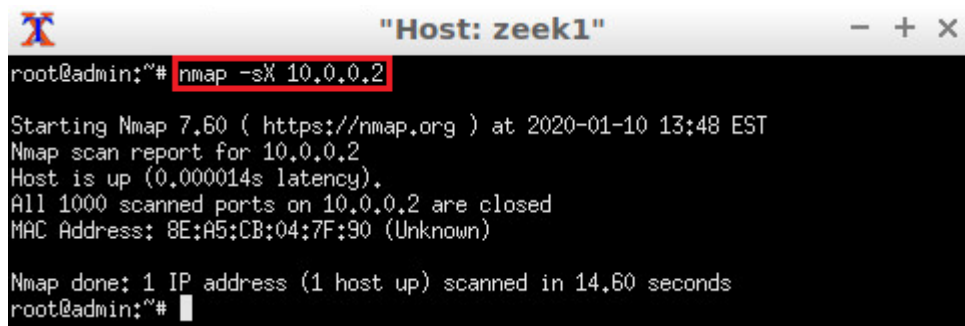 "Host: zeek1"
root@admin:~# nmap -sX 10.0.0.2
Starting Nmap 7.60 ( https://nmap.org ) at 2020-01-10 13:48 EST
Nmap scan report for 10.0.0.2
Host is up (0.000014s latency).
All 1000 scanned ports on 10.0.0.2 are closed
MAC Address: 8E:A5:CB:04:7F:90 (Unknown)
Nmap done: 1 IP address (1 host up) scanned in 14.60 seconds
root@admin:~#